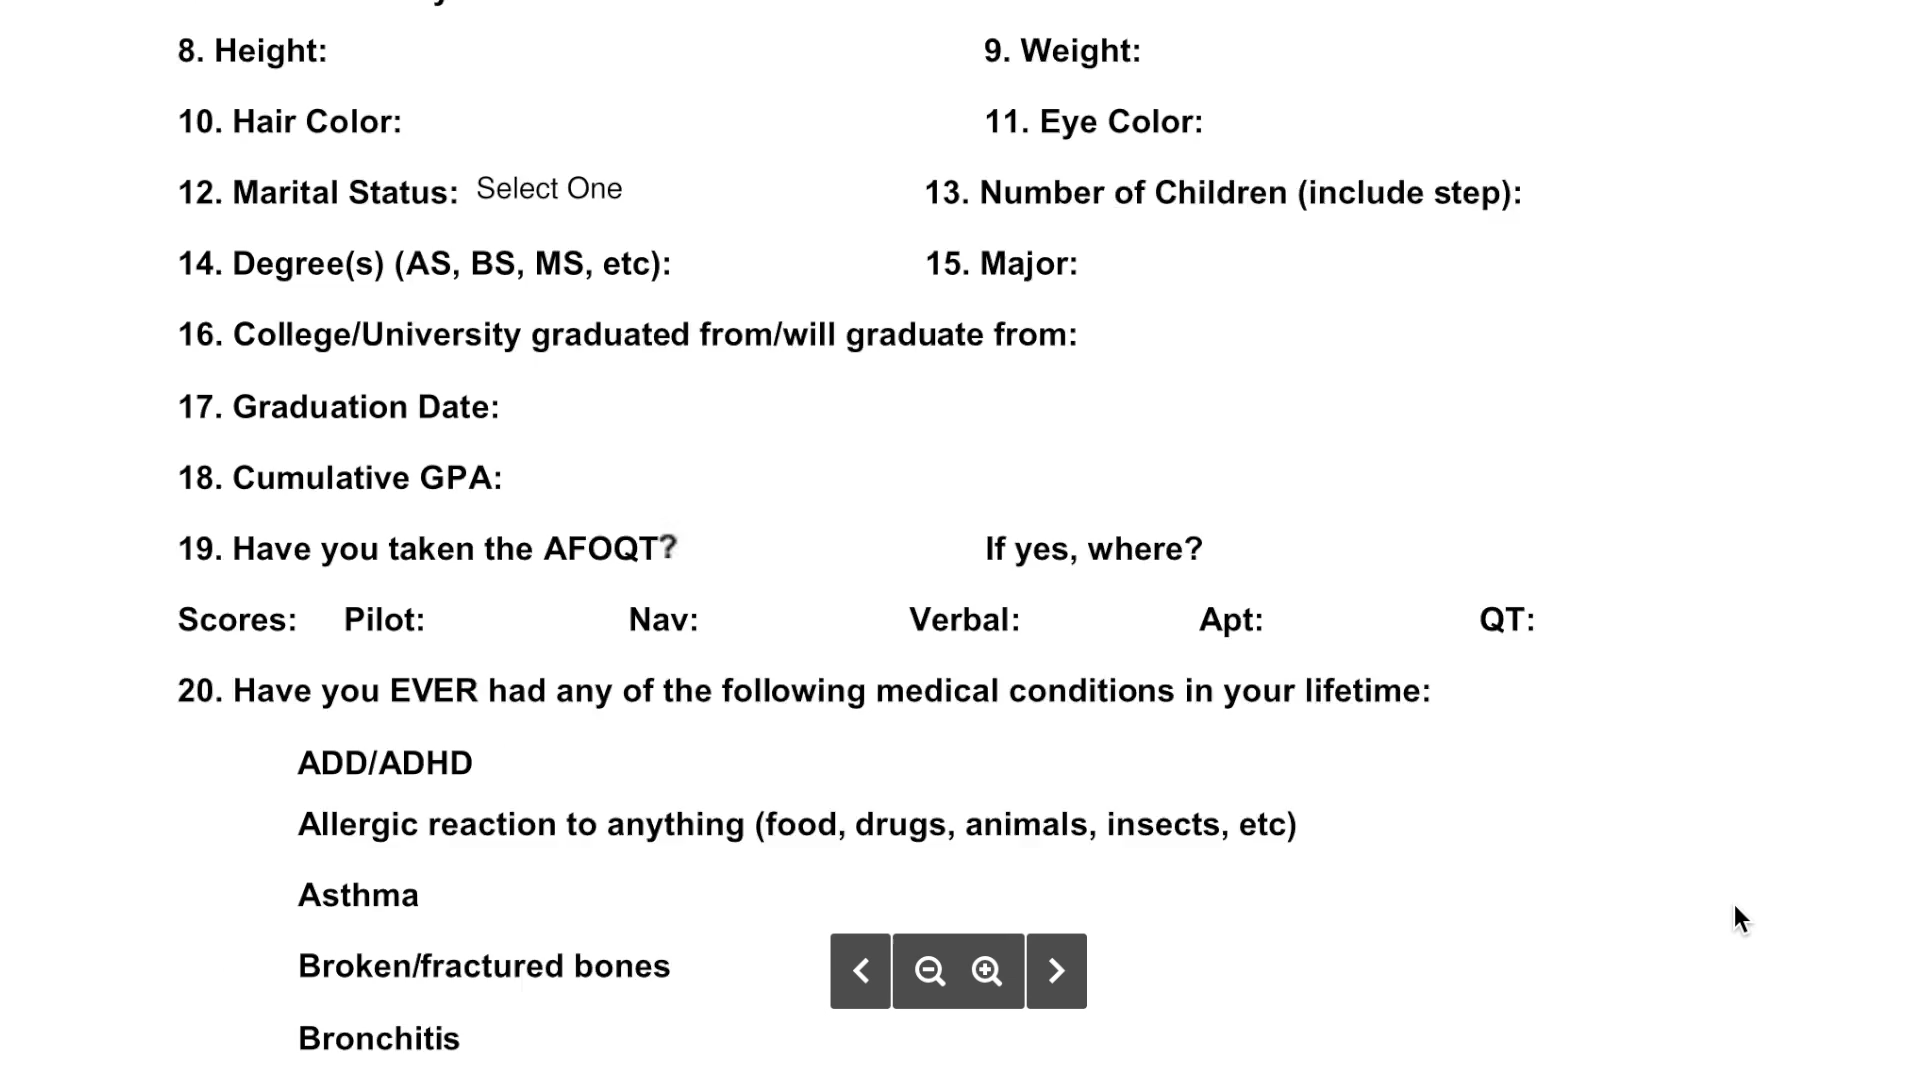 8. Height: 9. Weight:
10. Hair Color: 11. Eye Color:
12. Marital Status: Select One 13. Number of Children (include step):
14. Degree(s) (AS, BS, MS, etc): 15. Major:
16. College/University graduated from/will graduate from:
17. Graduation Date:
18. Cumulative GPA:
19. Have you taken the AFOQT? If yes, where?
Scores: Pilot: Nav: Verbal: Apt: QT:
20. Have you EVER had any of the following medical conditions in your lifetime:
ADD/ADHD
Allergic reaction to anything (food, drugs, animals, insects, etc)
Asthma
Broken/fractured bones
Bronchitis